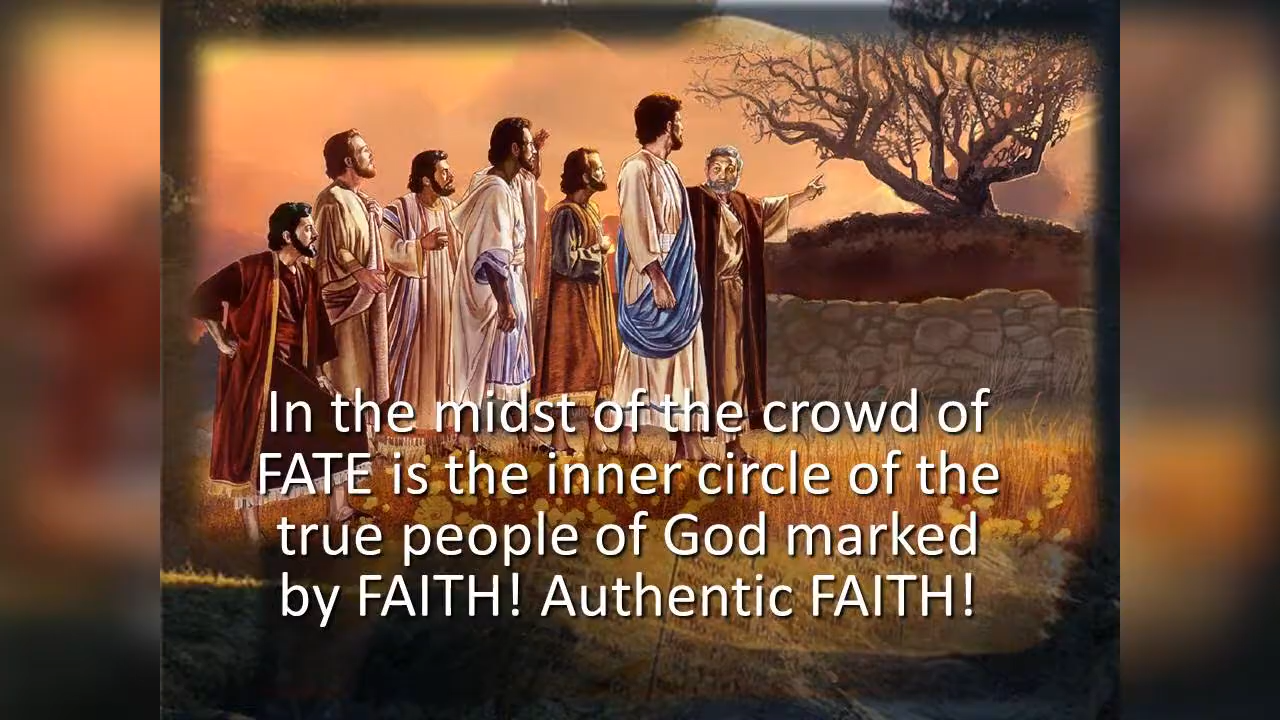 In the midst of the crowd of
FATE is the inner circle of the
true people of God marked
by FAITH! Authentic FAITH!